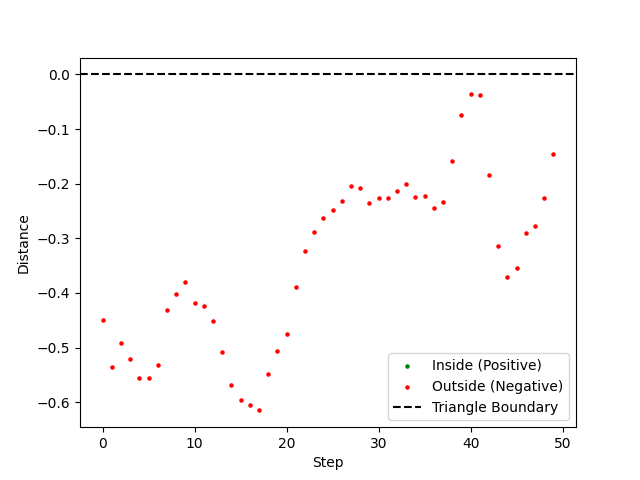 0.0
−0.1
−0.2
−0.3
−0.4
−0.5
−0.6
Distance
Inside (Positive)
Outside (Negative)
Triangle Boundary
0 10 20 30 40 50
Step